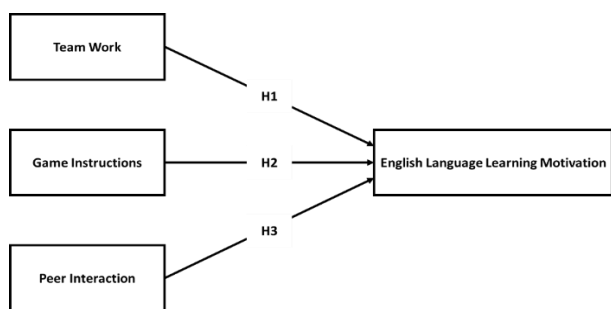 Team Work
H1
Game Instructions
H2
English Language Learning Motivation
H3
Peer Interaction